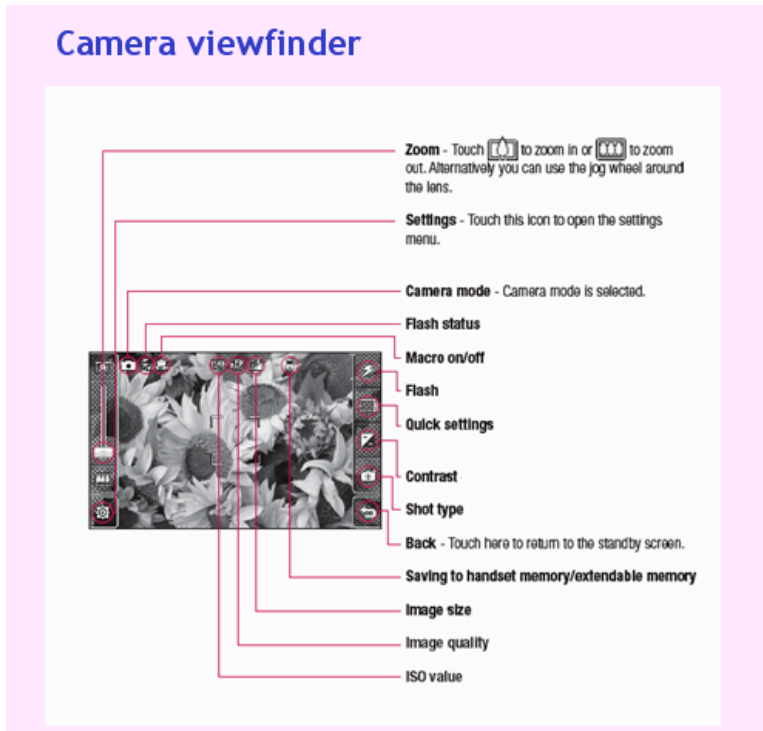 Camera viewfinder
Zoom - Touch to zoom in or to zoom
out. Alternatively you can use the jog wheel around
the lens.
Settings - Touch this icon to open the settings
menu.
Camera mode - Camera mode is selected.
Flash status
Macro on/off
Flash
Quick settings
Contrast
Shot type
Back - Touch here to return to the standby screen.
Saving to handset memory/extendable memory
Image size
Image quality
ISO value